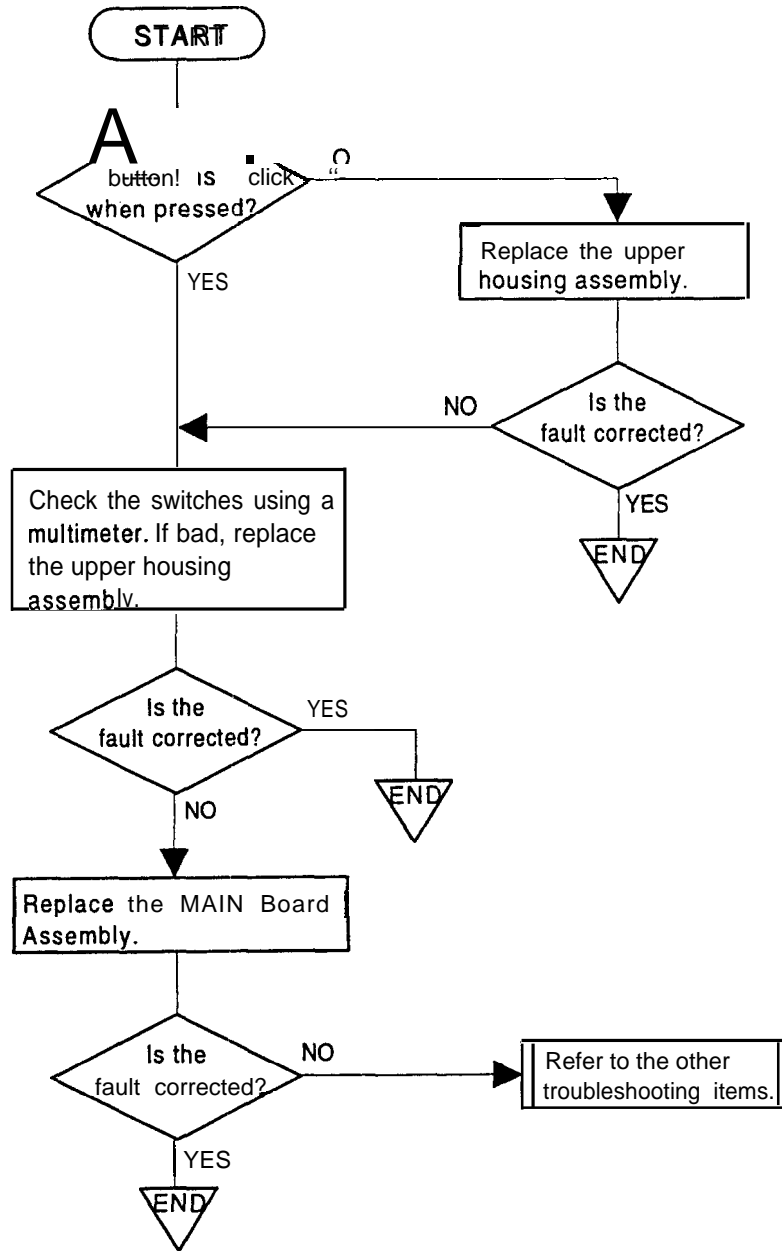 START
A
button! is click
when pressed?
YES
Replace the upper
housing assembly.
Is the
fault corrected?
NO
YES
END
Check the switches using a
multimeter. If bad, replace
the upper housing
assembly.
Is the
fault corrected?
YES
END
NO
Replace the MAIN Board
Assembly.
Is the
fault corrected?
NO
Refer to the other
troubleshooting items.
YES
END